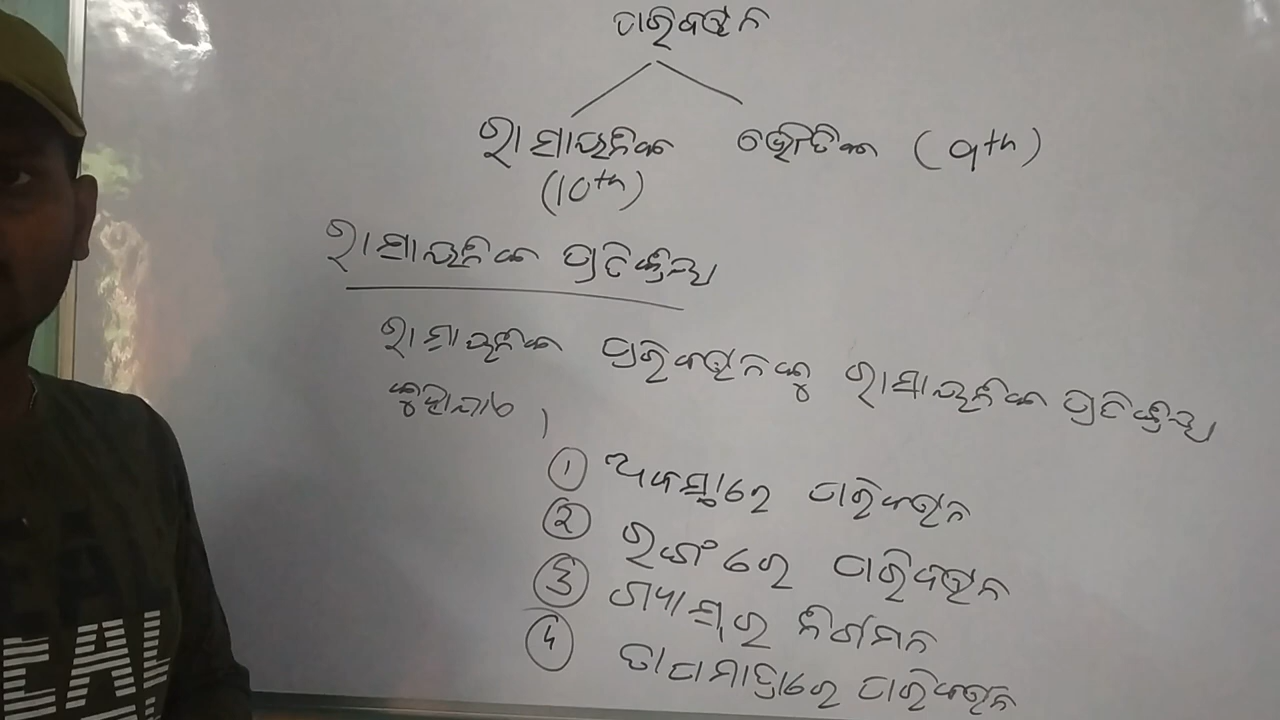 ପରିବର୍ତ୍ତନ
ରାସାୟନିକ ଭୌତିକ (9th)
(10th)
ରାସାୟନିକ ପ୍ରତିକ୍ରିୟା
ରାସାୟନିକ ପରିବର୍ତ୍ତନକୁ ରାସାୟନିକ ପ୍ରତିକ୍ରିୟା
କୁହାଯାଏ ।
① ଅବସ୍ଥାରେ ପରିବର୍ତ୍ତନ
② ରଙ୍ଗରେ ପରିବର୍ତ୍ତନ
③ ଗ୍ୟାସ୍‌ର ନିର୍ଗମନ
④ ତାପମାତ୍ରାରେ ପରିବର୍ତ୍ତନ